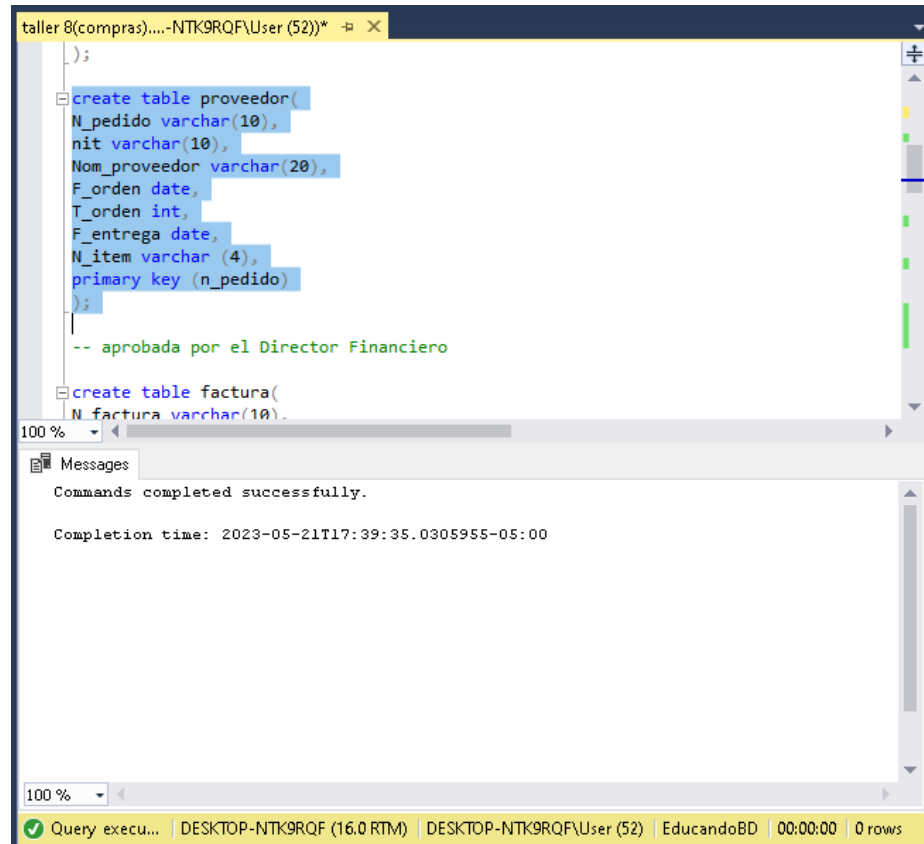 taller 8(compras)....-NTK9RQF\User (52))*
);
create table proveedor(
N_pedido varchar(10),
nit varchar(10),
Nom_proveedor varchar(20),
F_orden date,
T_orden int,
F_entrega date,
N_item varchar (4),
primary key (n_pedido)
);
-- aprobada por el Director Financiero
create table factura(
N_factura varchar(10),
100 %
Messages
Commands completed successfully.
Completion time: 2023-05-21T17:39:35.0305955-05:00
100 %
Query execu... DESKTOP-NTK9RQF (16.0 RTM) DESKTOP-NTK9RQF\User (52) EducandoBD 00:00:00 0 rows